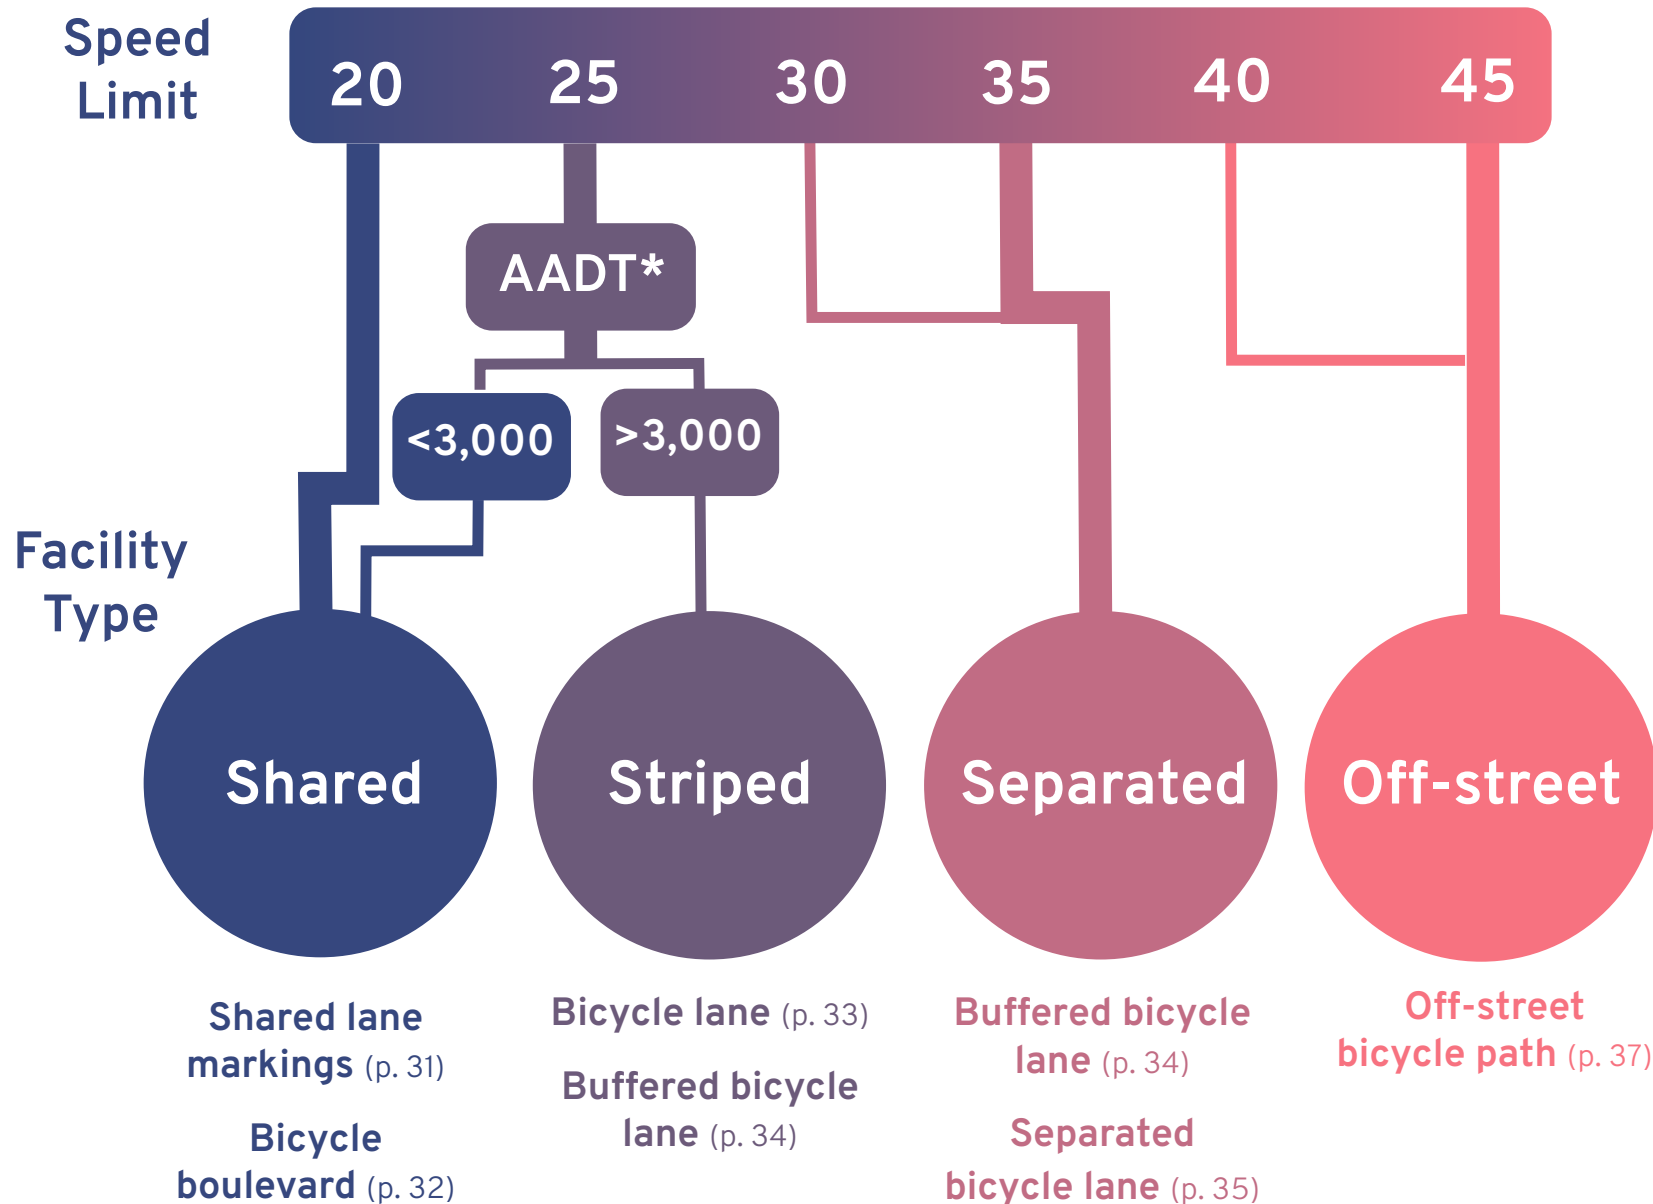 Speed
Limit
20 25 30 35 40 45
AADT*
<3,000 >3,000
Facility
Type
Shared Striped Separated Off-street
Shared lane
markings (p. 31)
Bicycle
boulevard (p. 32)
Bicycle lane (p. 33)
Buffered bicycle
lane (p. 34)
Buffered bicycle
lane (p. 34)
Separated
bicycle lane (p. 35)
Off-street
bicycle path (p. 37)